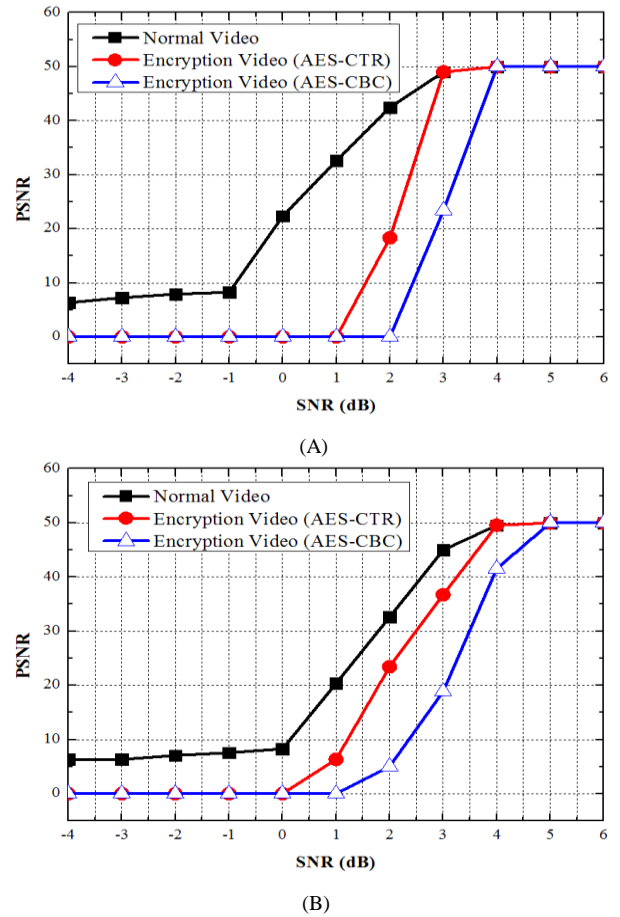 60
50
40
30
20
10
0
PSNR
Normal Video
Encryption Video (AES-CTR)
Encryption Video (AES-CBC)
-4 -3 -2 -1 0 1 2 3 4 5 6
SNR (dB)
(A)
60
50
40
30
20
10
0
PSNR
Normal Video
Encryption Video (AES-CTR)
Encryption Video (AES-CBC)
-4 -3 -2 -1 0 1 2 3 4 5 6
SNR (dB)
(B)